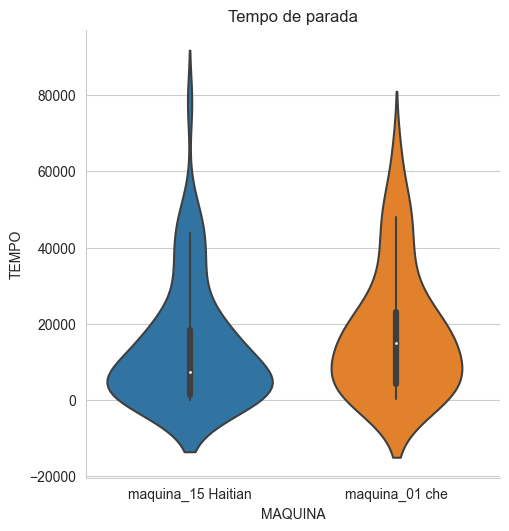 Tempo de parada
TEMPO
80000
60000
40000
20000
0
−20000
maquina_15 Haitian
maquina_01 che
MAQUINA